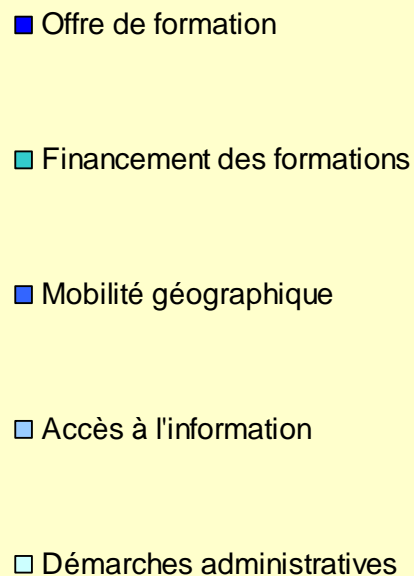 Offre de formation
Financement des formations
Mobilité géographique
Accès à l'information
Démarches administratives